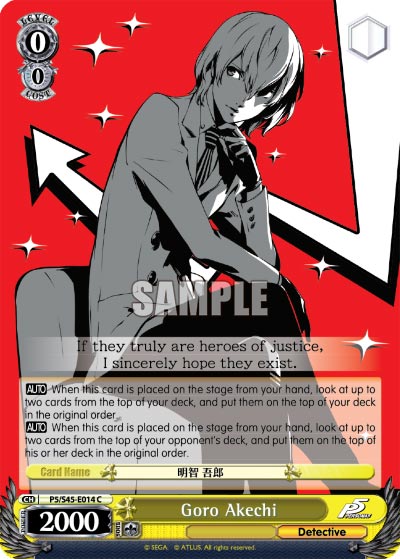 LEVEL
0
0
COST
SAMPLE
If they truly are heroes of justice,
I sincerely hope they exist.
AUTO When this card is placed on the stage from your hand, look at up to
two cards from the top of your deck, and put them on the top of your deck
in the original order.
AUTO When this card is placed on the stage from your hand, look at up to
two cards from the top of your opponent's deck, and put them on the top of
his or her deck in the original order.
Card Name
明智 吾郎
CH P5/S45-E014 C
POWER
2000
SOUL
Goro Akechi
P5
PERSONA5
Detective
© SEGA. © ATLUS. All rights reserved.